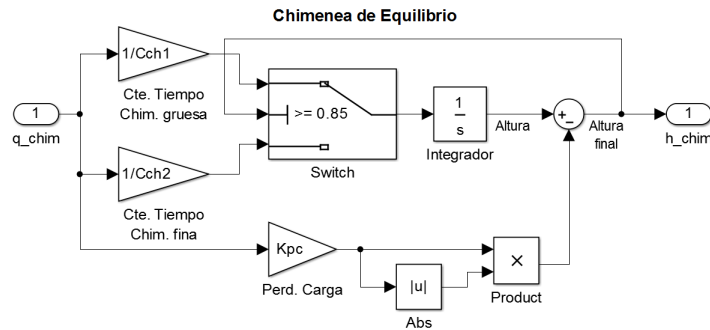 Chimenea de Equilibrio
1/Cch1
Cte. Tiempo
Chim. gruesa
1
q_chim
>= 0.85
Switch
1
s
Integrador
Altura
+
−
Altura
final
1
h_chim
1/Cch2
Cte. Tiempo
Chim. fina
Kpc
Perd. Carga
|u|
Abs
×
Product